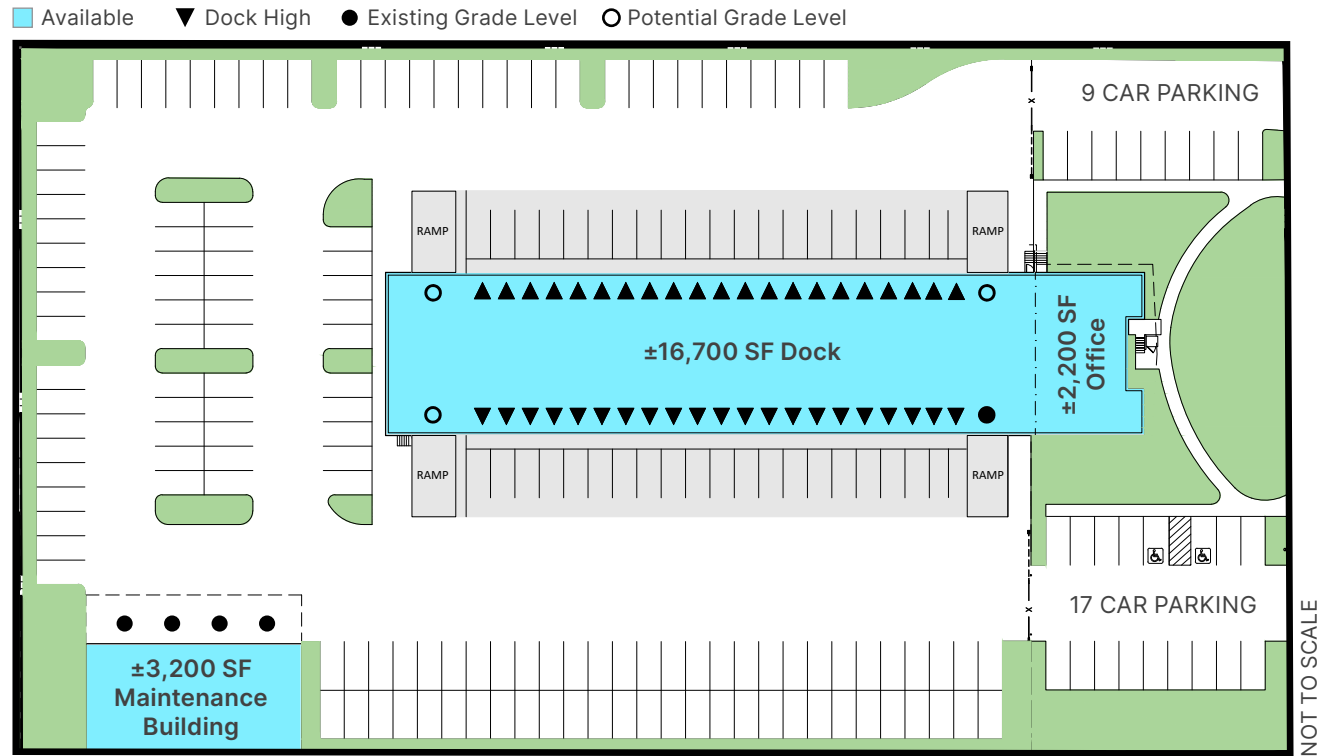 Available
Dock High
Existing Grade Level
Potential Grade Level
9 CAR PARKING
RAMP
RAMP
±16,700 SF Dock
±2,200 SF
Office
RAMP
RAMP
17 CAR PARKING
±3,200 SF
Maintenance
Building
NOT TO SCALE